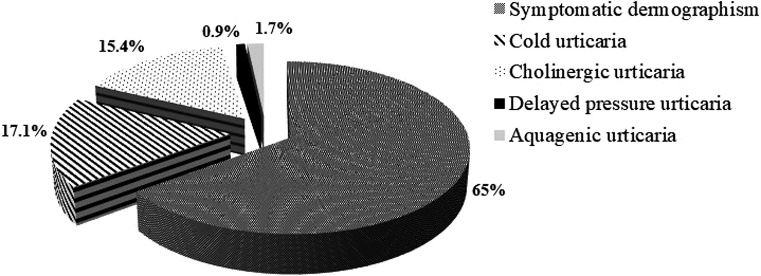 0.9%
1.7%
15.4%
17.1%
65%
Symptomatic dermographism
Cold urticaria
Cholinergic urticaria
Delayed pressure urticaria
Aquagenic urticaria